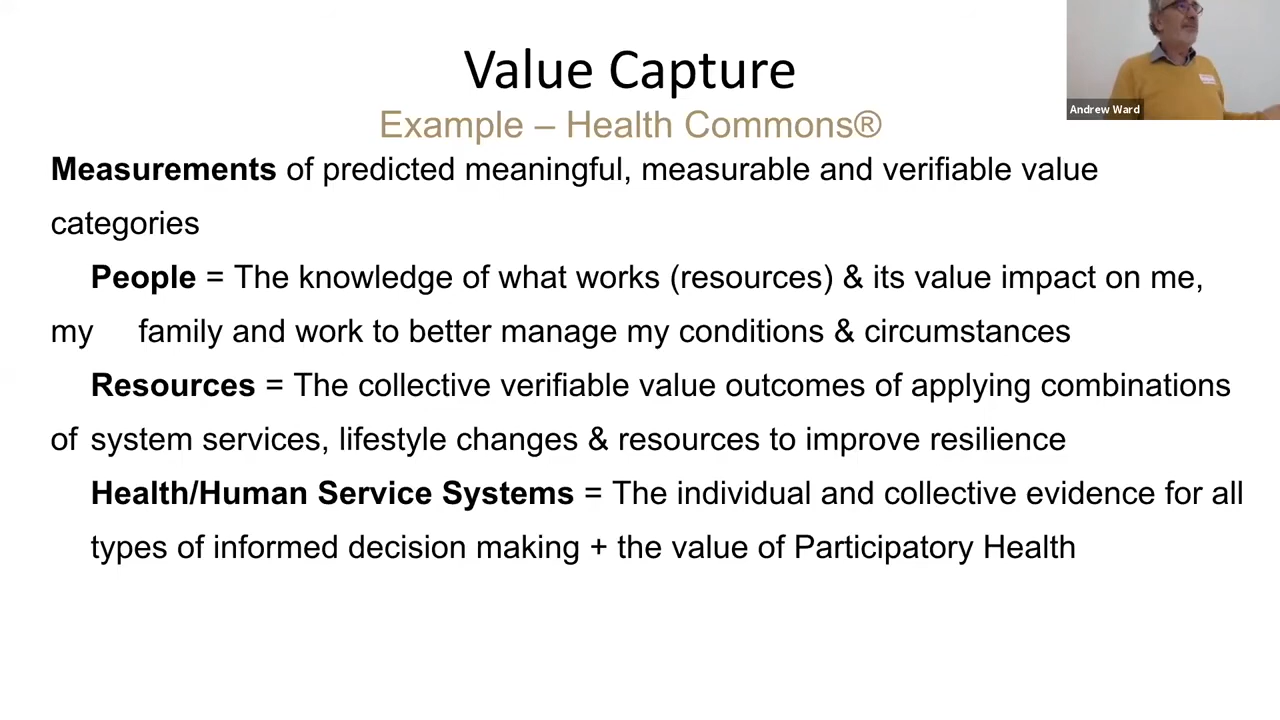 Value Capture
Andrew Ward
Example – Health Commons®
Measurements of predicted meaningful, measurable and verifiable value
categories
People = The knowledge of what works (resources) & its value impact on me,
my family and work to better manage my conditions & circumstances
Resources = The collective verifiable value outcomes of applying combinations
of system services, lifestyle changes & resources to improve resilience
Health/Human Service Systems = The individual and collective evidence for all
types of informed decision making + the value of Participatory Health